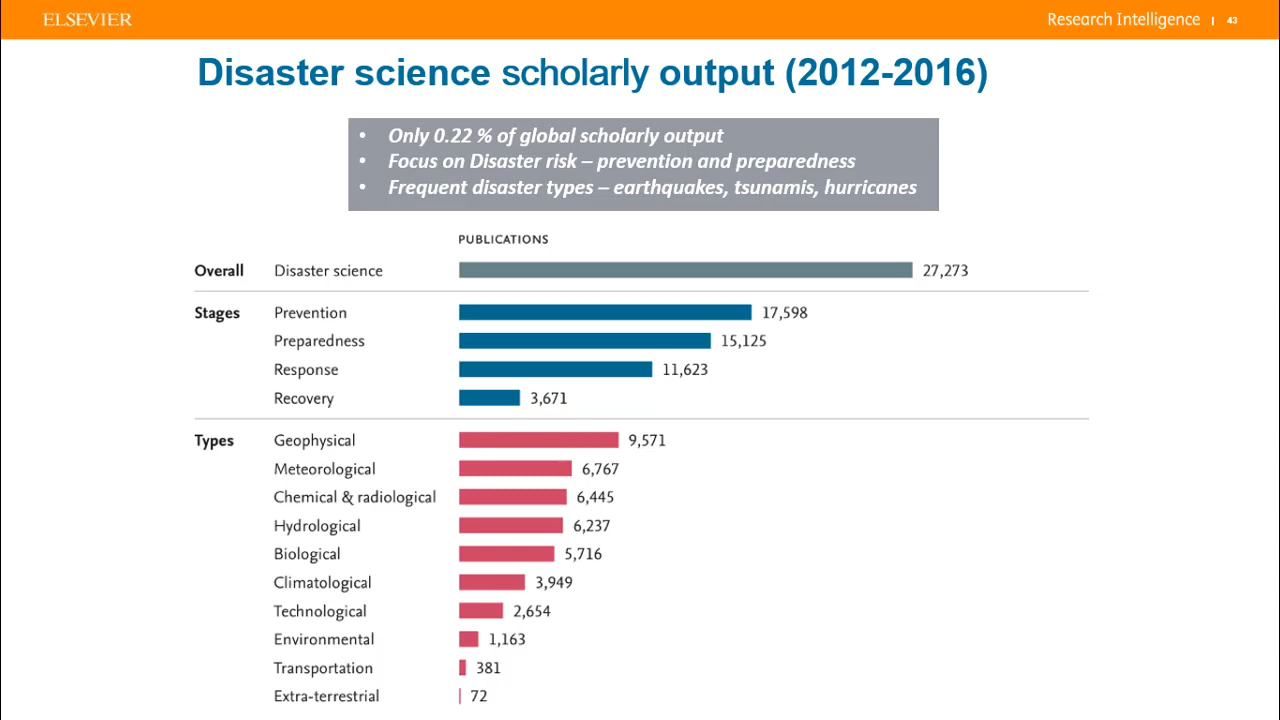 ELSEVIER
Research Intelligence | 43
Disaster science scholarly output (2012-2016)
• Only 0.22 % of global scholarly output
• Focus on Disaster risk – prevention and preparedness
• Frequent disaster types – earthquakes, tsunamis, hurricanes
PUBLICATIONS
Overall Disaster science 27,273
Stages Prevention 17,598
Preparedness 15,125
Response 11,623
Recovery 3,671
Types Geophysical 9,571
Meteorological 6,767
Chemical & radiological 6,445
Hydrological 6,237
Biological 5,716
Climatological 3,949
Technological 2,654
Environmental 1,163
Transportation 381
Extra-terrestrial 72